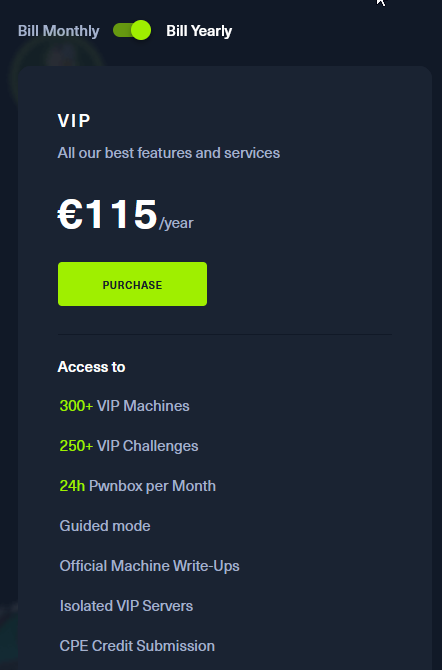 Bill Monthly Bill Yearly
VIP
All our best features and services
€115/year
PURCHASE
Access to
300+ VIP Machines
250+ VIP Challenges
24h Pwnbox per Month
Guided mode
Official Machine Write-Ups
Isolated VIP Servers
CPE Credit Submission